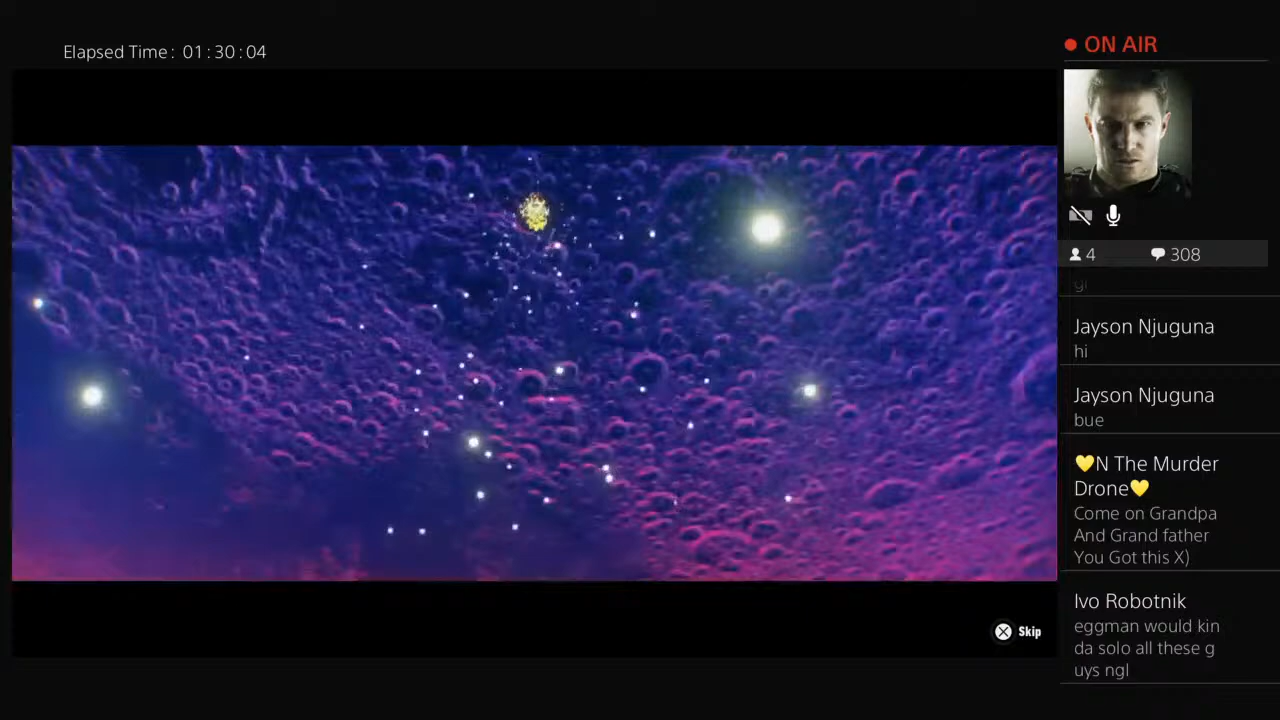 Elapsed Time: 01:30:04
ON AIR
4 308
gi
Jayson Njuguna
hi
Jayson Njuguna
bue
💛N The Murder
Drone💛
Come on Grandpa
And Grand father
You Got this X)
Ivo Robotnik
eggman would kin
da solo all these g
uys ngl
Skip